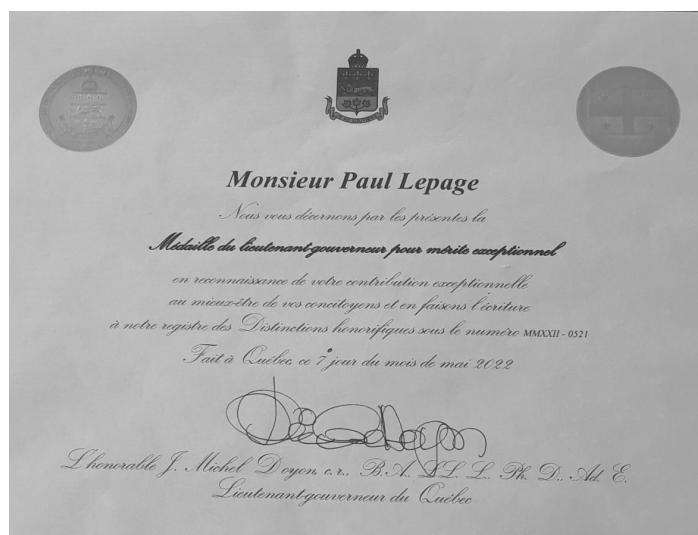 Monsieur Paul Lepage
Nous vous décernons par les présentes la
Médaille du lieutenant-gouverneur pour mérite exceptionnel
en reconnaissance de votre contribution exceptionnelle
au mieux-être de vos concitoyens et en faisons l'écriture
à notre registre des Distinctions honorifiques sous le numéro MMXXII - 0521
Fait à Québec, ce 7e jour du mois de mai 2022
L'honorable J. Michel Doyon, c.r., B.A., LL. L., Ph. D., Ad. E.
Lieutenant-gouverneur du Québec